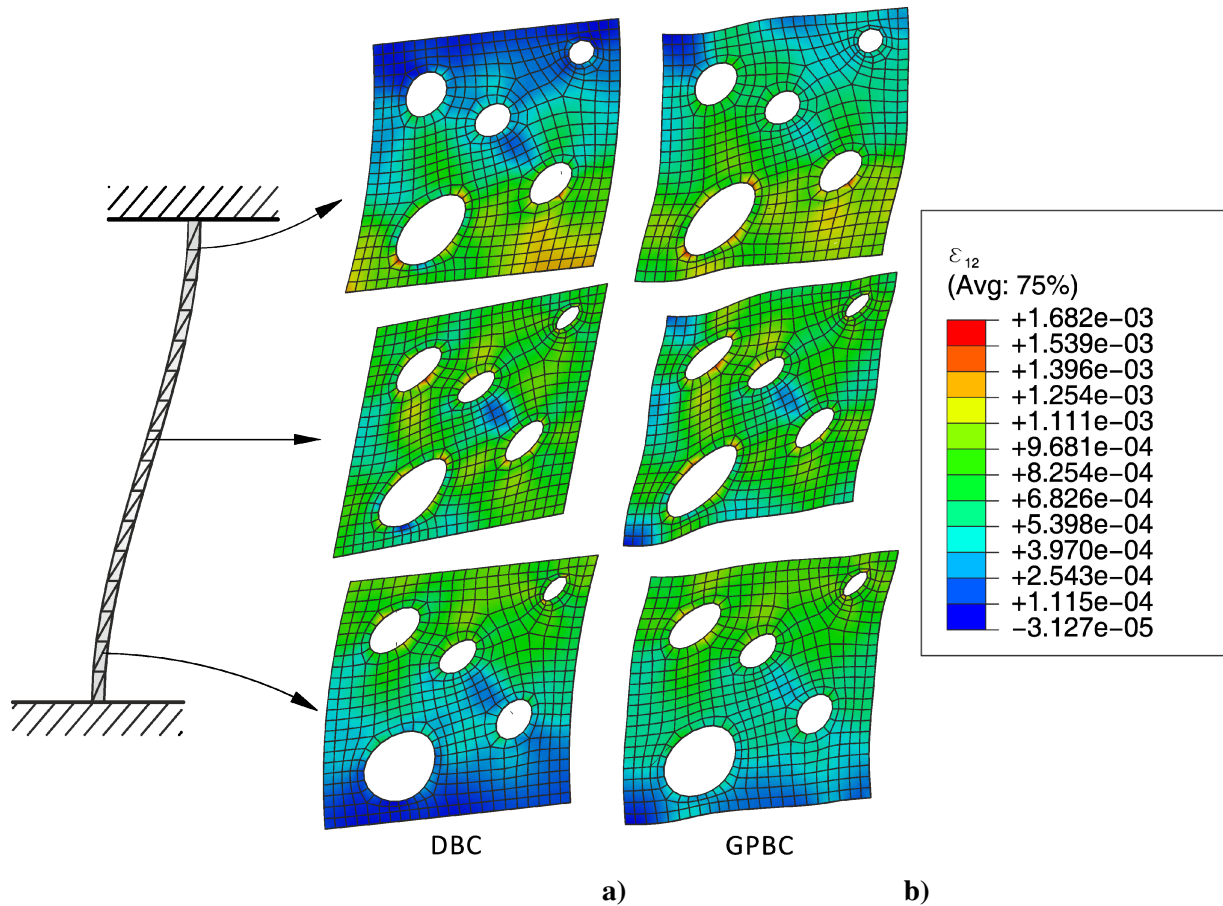 ε12
(Avg: 75%)
+1.682e−03
+1.539e−03
+1.396e−03
+1.254e−03
+1.111e−03
+9.681e−04
+8.254e−04
+6.826e−04
+5.398e−04
+3.970e−04
+2.543e−04
+1.115e−04
−3.127e−05
DBC
GPBC
a)
b)